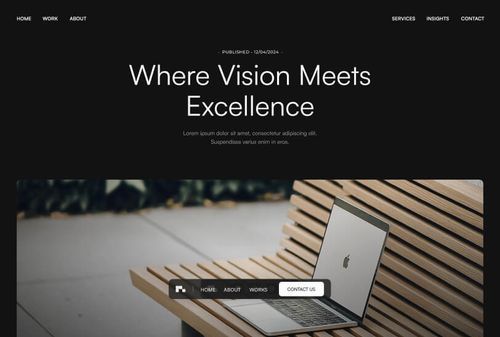 HOME WORK ABOUT SERVICES INSIGHTS CONTACT
- PUBLISHED - 12/04/2024 -
Where Vision Meets
Excellence
Lorem ipsum dolor sit amet, consectetur adipiscing elit.
Suspendisse varius enim in eros.
HOME ABOUT WORKS CONTACT US